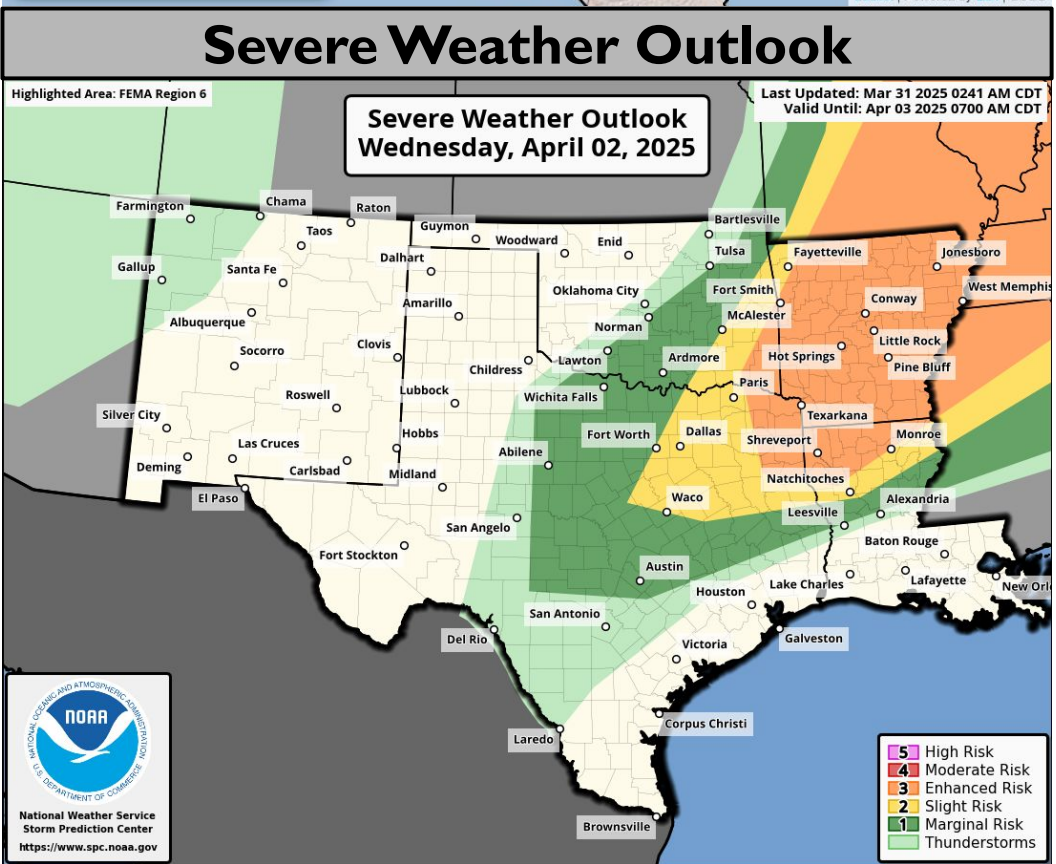 Severe Weather Outlook
Highlighted Area: FEMA Region 6
Last Updated: Mar 31 2025 0241 AM CDT
Valid Until: Apr 03 2025 0700 AM CDT
Severe Weather Outlook
Wednesday, April 02, 2025
Farmington
Chama
Raton
Taos
Guymon
Woodward
Enid
Bartlesville
Tulsa
Fayetteville
Jonesboro
Gallup
Santa Fe
Dalhart
Oklahoma City
Fort Smith
Conway
West Memphis
Albuquerque
Amarillo
Norman
McAlester
Little Rock
Socorro
Clovis
Childress
Lawton
Ardmore
Hot Springs
Pine Bluff
Roswell
Lubbock
Wichita Falls
Paris
Silver City
Texarkana
Las Cruces
Hobbs
Fort Worth
Dallas
Shreveport
Monroe
Deming
Carlsbad
Midland
Abilene
Natchitoches
El Paso
Waco
Leesville
Alexandria
San Angelo
Fort Stockton
Baton Rouge
Austin
Houston
Lake Charles
Lafayette
New Orl
San Antonio
Del Rio
Victoria
Galveston
Laredo
Corpus Christi
Brownsville
NATIONAL OCEANIC AND ATMOSPHERIC ADMINISTRATION
NOAA
U.S. DEPARTMENT OF COMMERCE
National Weather Service
Storm Prediction Center
https://www.spc.noaa.gov
5 High Risk
4 Moderate Risk
3 Enhanced Risk
2 Slight Risk
1 Marginal Risk
Thunderstorms